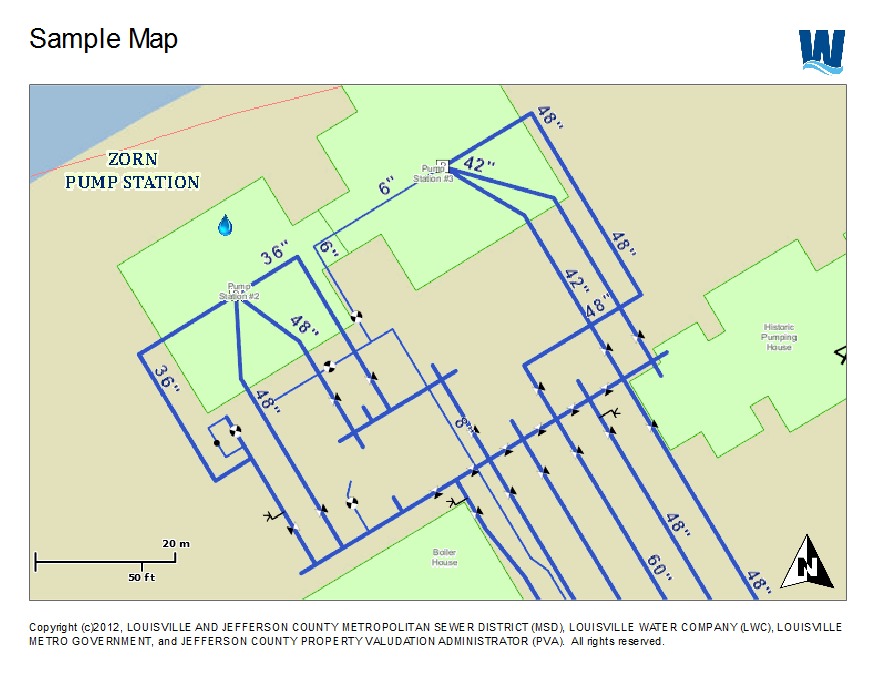 Sample Map
W
ZORN
PUMP STATION
48"
42"
Pump
Station #3
6"
6"
36"
48"
Pump
Station #2
42"
48"
48"
Historic
Pumping
House
36"
48"
8"
20 m
50 ft
Boiler
House
48"
60"
48"
N
Copyright (c)2012, LOUISVILLE AND JEFFERSON COUNTY METROPOLITAN SEWER DISTRICT (MSD), LOUISVILLE WATER COMPANY (LWC), LOUISVILLE
METRO GOVERNMENT, and JEFFERSON COUNTY PROPERTY VALUDATION ADMINISTRATOR (PVA).  All rights reserved.